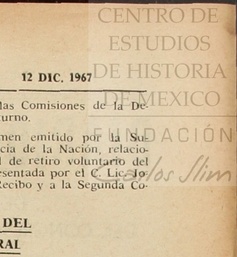 CENTRO DE
ESTUDIOS
DE HISTORIA
DE MEXICO
FUNDACIÓN
Carlos Slim
12 DIC. 1967
las Comisiones de la De-
turno,
men emitido por la Su-
cia de la Nación, relacio-
l de retiro voluntario del
esentada por el C. Lic. Jo-
Recibo y a la Segunda Co-
DEL
RAL